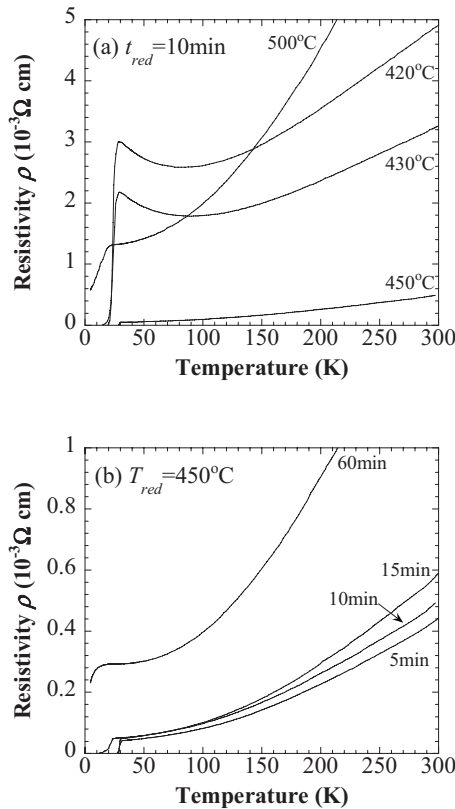 (a) t_red=10min
500°C
420°C
430°C
450°C
5
4
3
2
1
0
0 50 100 150 200 250 300
Resistivity ρ (10⁻³Ω cm)
Temperature (K)
(b) T_red=450°C
60min
15min
10min
5min
1
0.8
0.6
0.4
0.2
0
0 50 100 150 200 250 300
Resistivity ρ (10⁻³Ω cm)
Temperature (K)